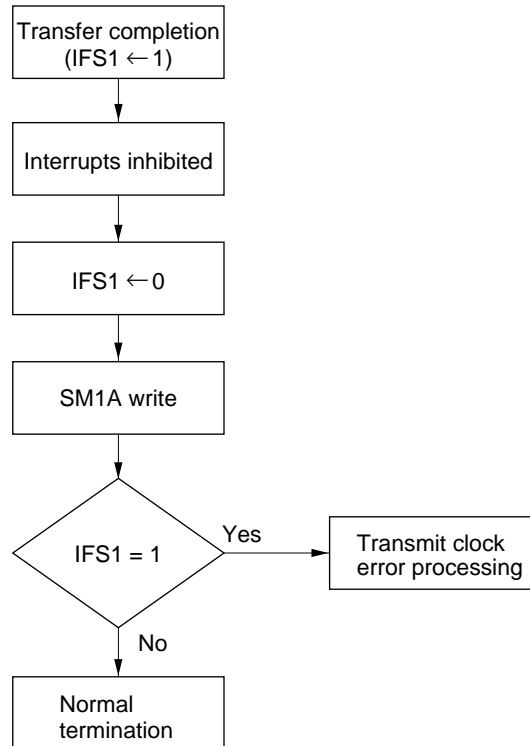 Transfer completion
(IFS1 ← 1)
Interrupts inhibited
IFS1 ← 0
SM1A write
IFS1 = 1
Yes
Transmit clock
error processing
No
Normal
termination